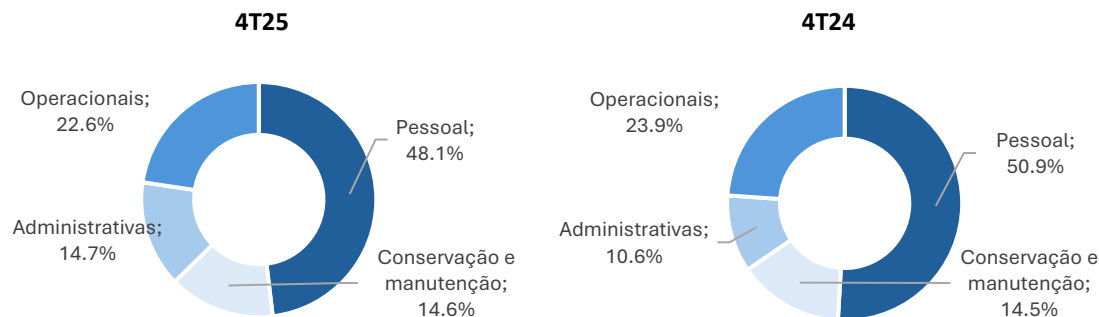 4T25
Operacionais;
22.6%
Pessoal;
48.1%
Administrativas;
14.7%
Conservação e
manutenção;
14.6%
4T24
Operacionais;
23.9%
Pessoal;
50.9%
Administrativas;
10.6%
Conservação e
manutenção;
14.5%